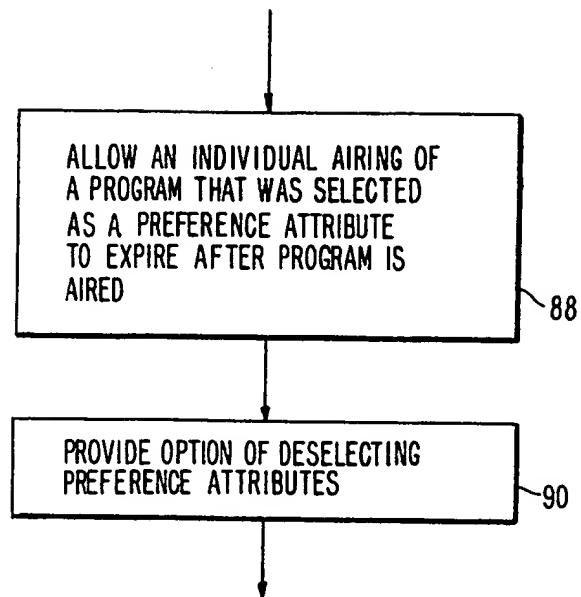 ALLOW AN INDIVIDUAL AIRING OF
A PROGRAM THAT WAS SELECTED
AS A PREFERENCE ATTRIBUTE
TO EXPIRE AFTER PROGRAM IS
AIRED
88
PROVIDE OPTION OF DESELECTING
PREFERENCE ATTRIBUTES
90